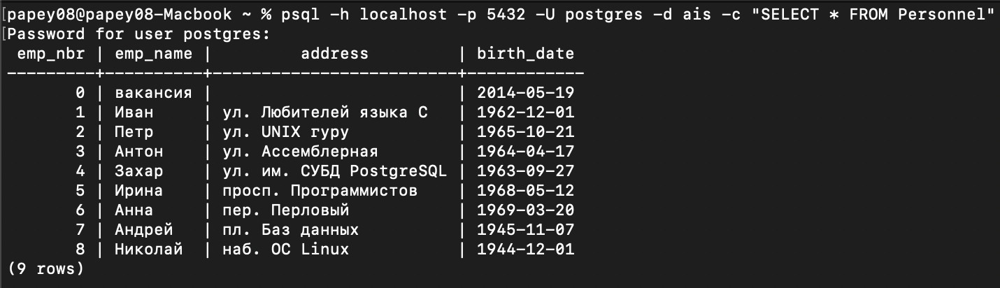 papey08@papey08-Macbook ~ % psql -h localhost -p 5432 -U postgres -d ais -c "SELECT * FROM Personnel"
Password for user postgres:
 emp_nbr | emp_name |         address         | birth_date
---------+----------+-------------------------+------------
       0 | вакансия |                         | 2014-05-19
       1 | Иван     | ул. Любителей языка C   | 1962-12-01
       2 | Петр     | ул. UNIX гуру           | 1965-10-21
       3 | Антон    | ул. Ассемблерная        | 1964-04-17
       4 | Захар    | ул. им. СУБД PostgreSQL | 1963-09-27
       5 | Ирина    | просп. Программистов    | 1968-05-12
       6 | Анна     | пер. Перловый           | 1969-03-20
       7 | Андрей   | пл. Баз данных          | 1945-11-07
       8 | Николай  | наб. ОС Linux           | 1944-12-01
(9 rows)